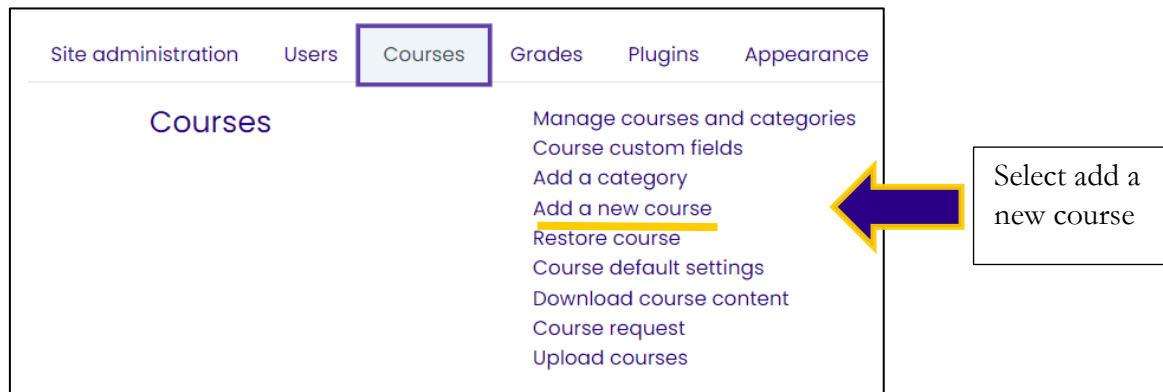 Site administration Users Courses Grades Plugins Appearance
Courses
Manage courses and categories
Course custom fields
Add a category
Add a new course
Restore course
Course default settings
Download course content
Course request
Upload courses
Select add a
new course